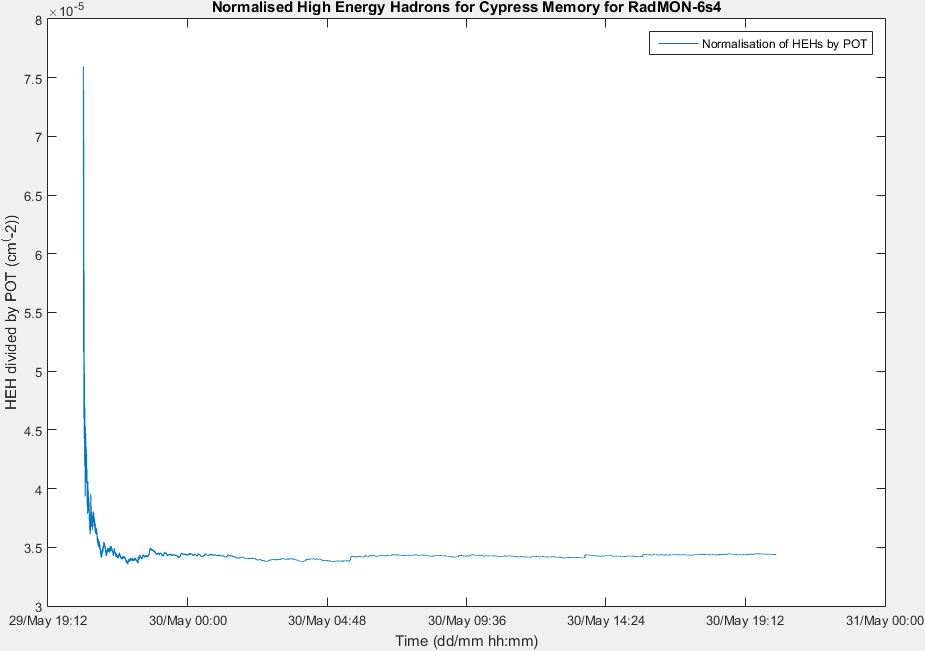 Normalised High Energy Hadrons for Cypress Memory for RadMON-6s4
8 ×10⁻⁵
Normalisation of HEHs by POT
7.5
7
6.5
6
5.5
5
4.5
4
3.5
3
HEH divided by POT (cm⁽-2))
29/May 19:12 30/May 00:00 30/May 04:48 30/May 09:36 30/May 14:24 30/May 19:12 31/May 00:00
Time (dd/mm hh:mm)